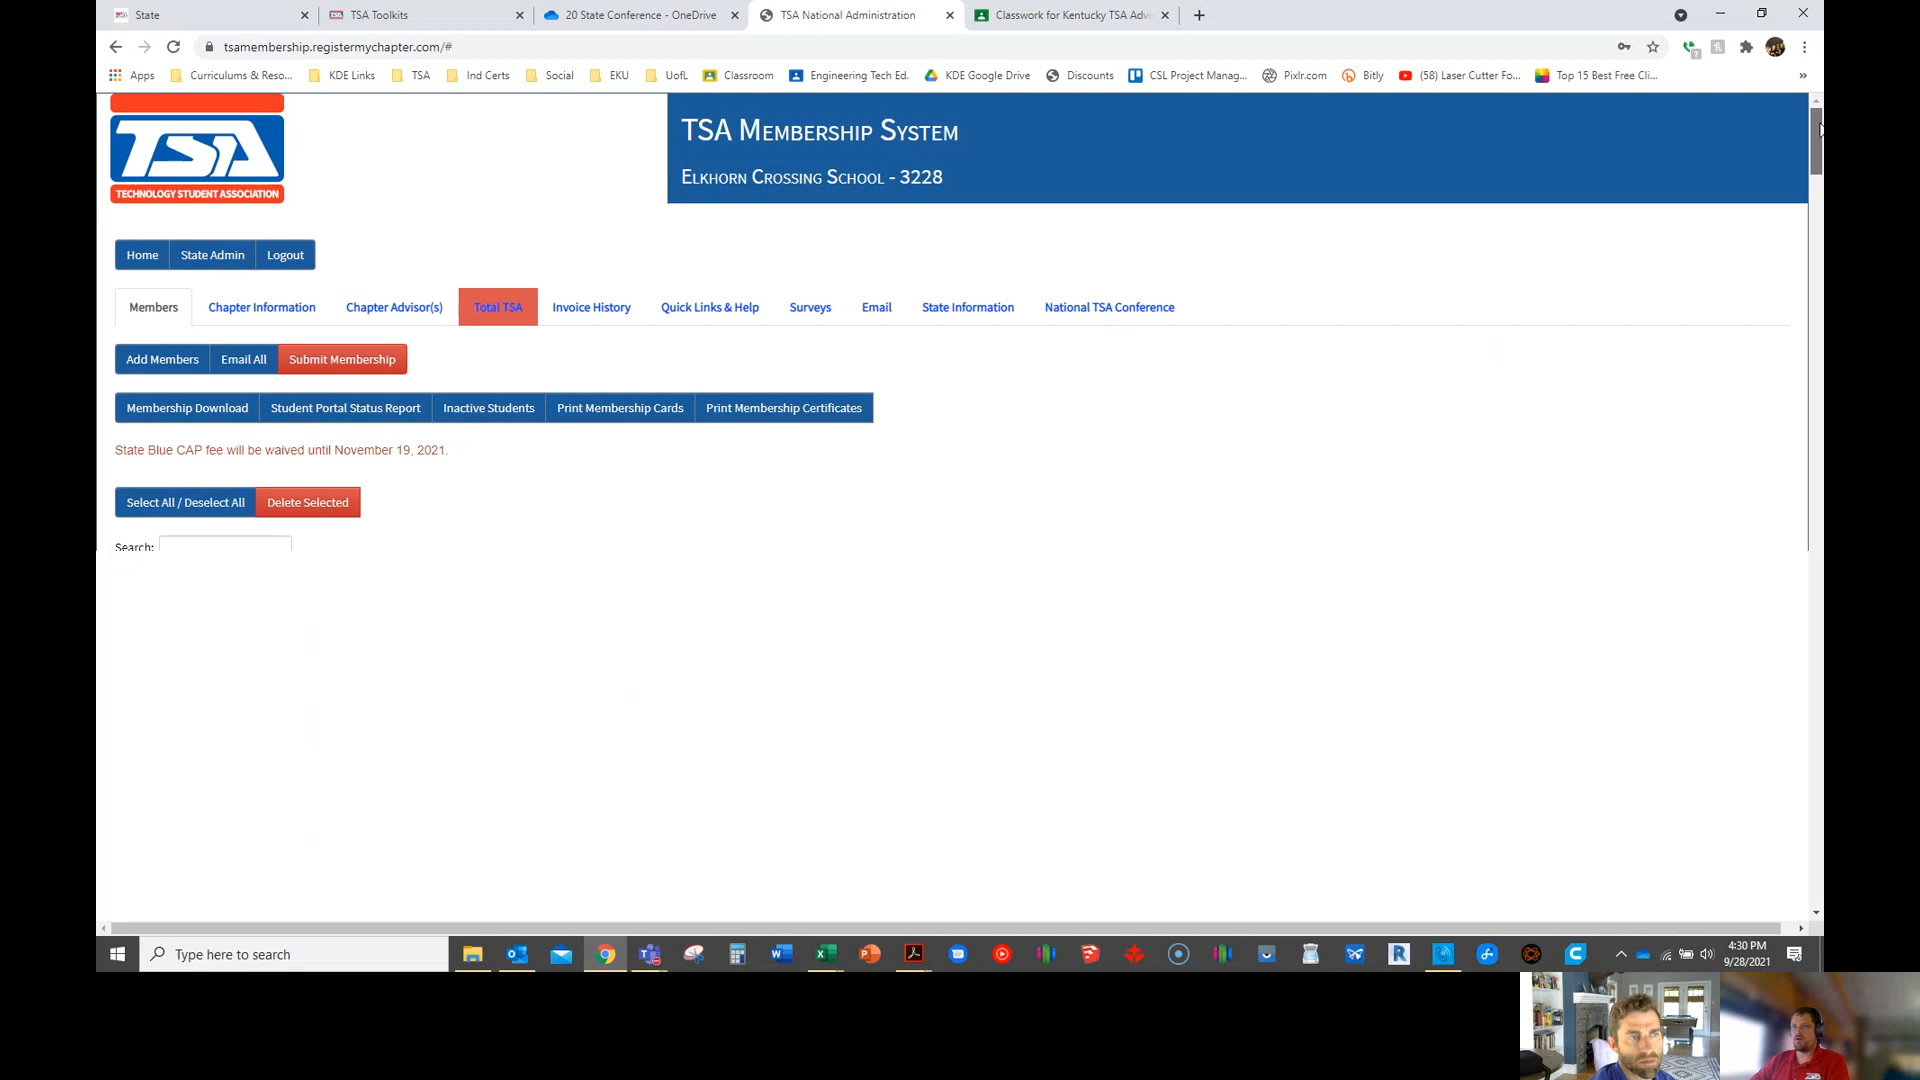 State
TSA Toolkits
20 State Conference - OneDrive
TSA National Administration
Classwork for Kentucky TSA Adv
tsamembership.registermychapter.com/#
7
Apps
Curriculums & Reso...
KDE Links
TSA
Ind Certs
Social
EKU
UofL
Classroom
Engineering Tech Ed.
KDE Google Drive
Discounts
CSL Project Manag...
Pixlr.com
Bitly
(58) Laser Cutter Fo...
Top 15 Best Free Cli...
TSA
TECHNOLOGY STUDENT ASSOCIATION
TSA Membership System
Elkhorn Crossing School - 3228
Home
State Admin
Logout
Members
Chapter Information
Chapter Advisor(s)
Total TSA
Invoice History
Quick Links & Help
Surveys
Email
State Information
National TSA Conference
Add Members
Email All
Submit Membership
Membership Download
Student Portal Status Report
Inactive Students
Print Membership Cards
Print Membership Certificates
State Blue CAP fee will be waived until November 19, 2021.
Select All / Deselect All
Delete Selected
Search:
Type here to search
4:30 PM
9/28/2021